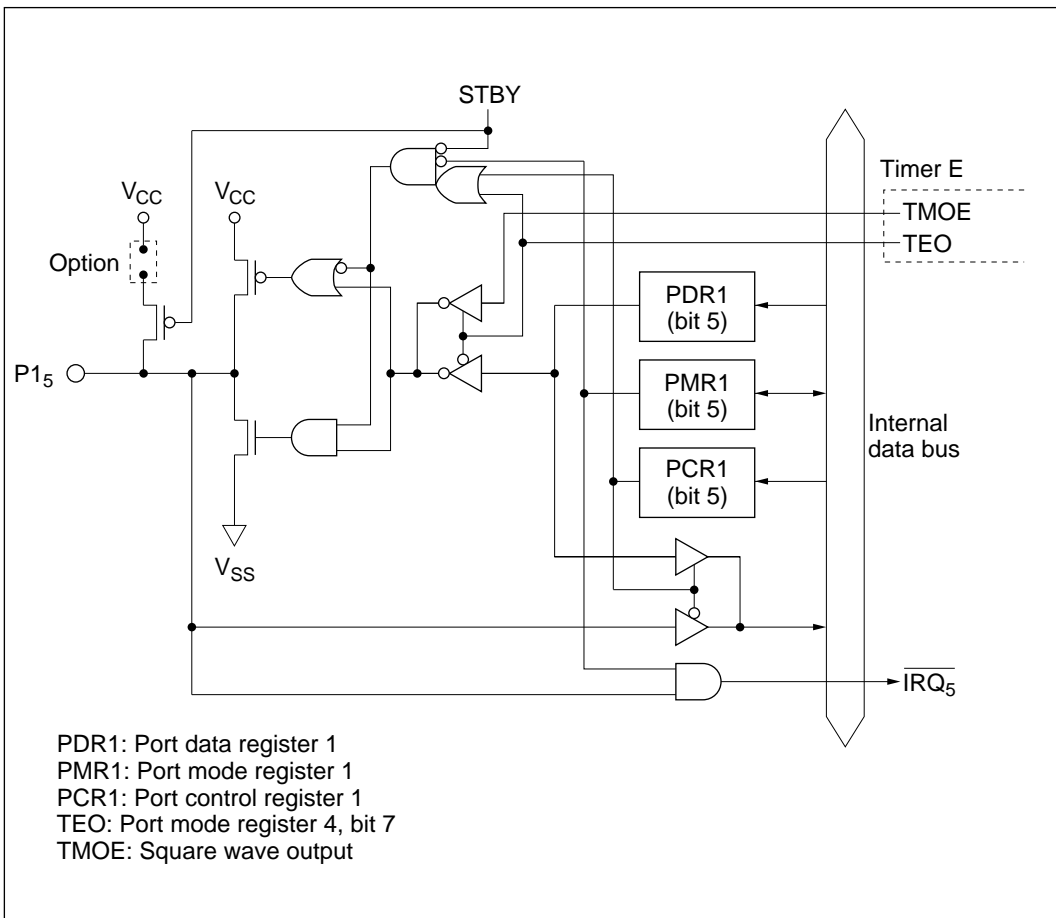 STBY
Timer E
VCC
VCC
TMOE
TEO
Option
PDR1
(bit 5)
P15
PMR1
(bit 5)
Internal
data bus
PCR1
(bit 5)
VSS
IRQ5
PDR1: Port data register 1
PMR1: Port mode register 1
PCR1: Port control register 1
TEO: Port mode register 4, bit 7
TMOE: Square wave output